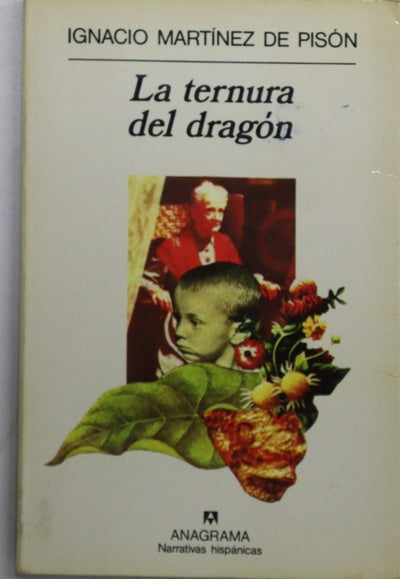 IGNACIO MARTÍNEZ DE PISÓN
La ternura
del dragón
ANAGRAMA
Narrativas hispánicas